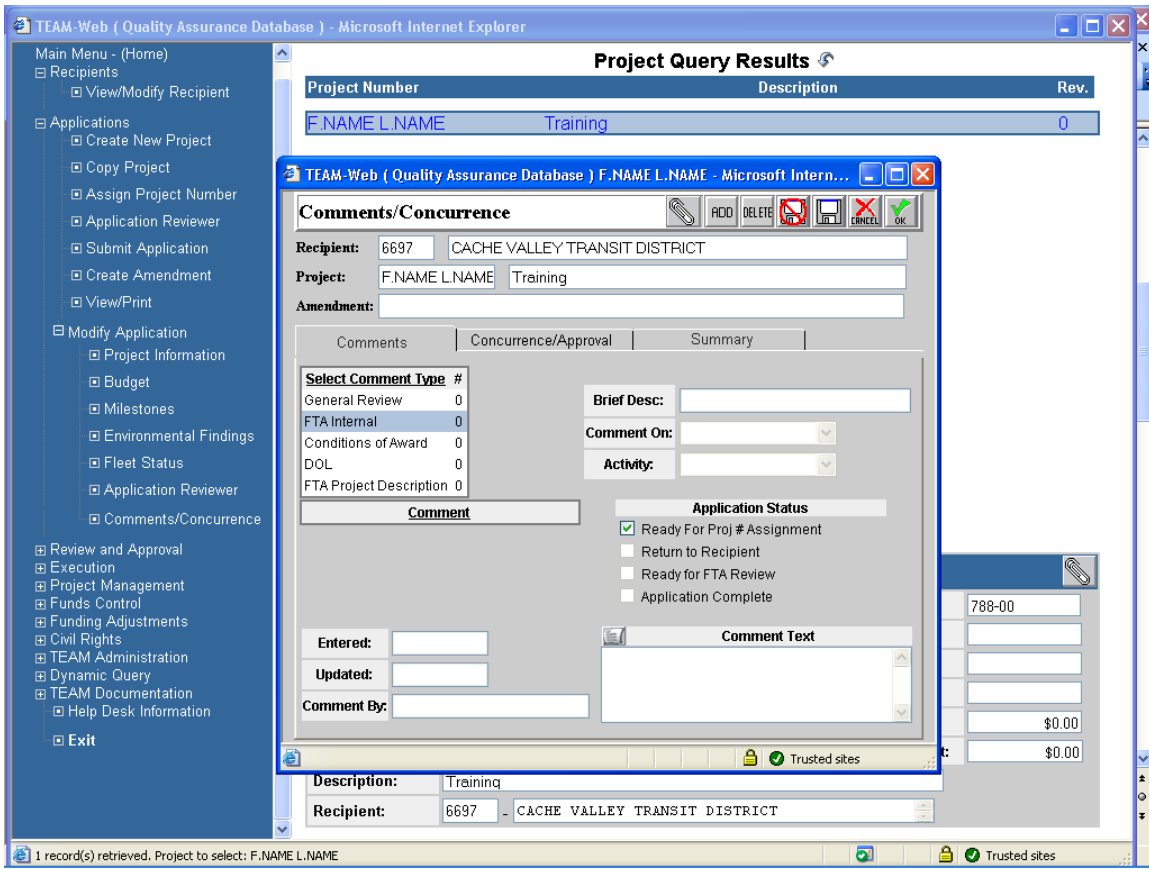 TEAM-Web ( Quality Assurance Database ) - Microsoft Internet Explorer
Main Menu - (Home)
Recipients
View/Modify Recipient
Applications
Create New Project
Copy Project
Assign Project Number
Application Reviewer
Submit Application
Create Amendment
View/Print
Modify Application
Project Information
Budget
Milestones
Environmental Findings
Fleet Status
Application Reviewer
Comments/Concurrence
Review and Approval
Execution
Project Management
Funds Control
Funding Adjustments
Civil Rights
TEAM Administration
Dynamic Query
TEAM Documentation
Help Desk Information
Exit
Project Query Results
Project Number Description Rev.
F.NAME L.NAME Training 0
TEAM-Web ( Quality Assurance Database ) F.NAME L.NAME - Microsoft Intern...
Comments/Concurrence ADD DELETE CANCEL OK
Recipient: 6697 CACHE VALLEY TRANSIT DISTRICT
Project: F.NAME L.NAME Training
Amendment:
Comments Concurrence/Approval Summary
Select Comment Type #
General Review 0
FTA Internal 0
Conditions of Award 0
DOL 0
FTA Project Description 0
Comment
Brief Desc:
Comment On:
Activity:
Application Status
Ready For Proj # Assignment
Return to Recipient
Ready for FTA Review
Application Complete
Entered:
Updated:
Comment By:
Comment Text
Trusted sites
788-00
$0.00
t: $0.00
Description: Training
Recipient: 6697 - CACHE VALLEY TRANSIT DISTRICT
1 record(s) retrieved. Project to select: F.NAME L.NAME Trusted sites